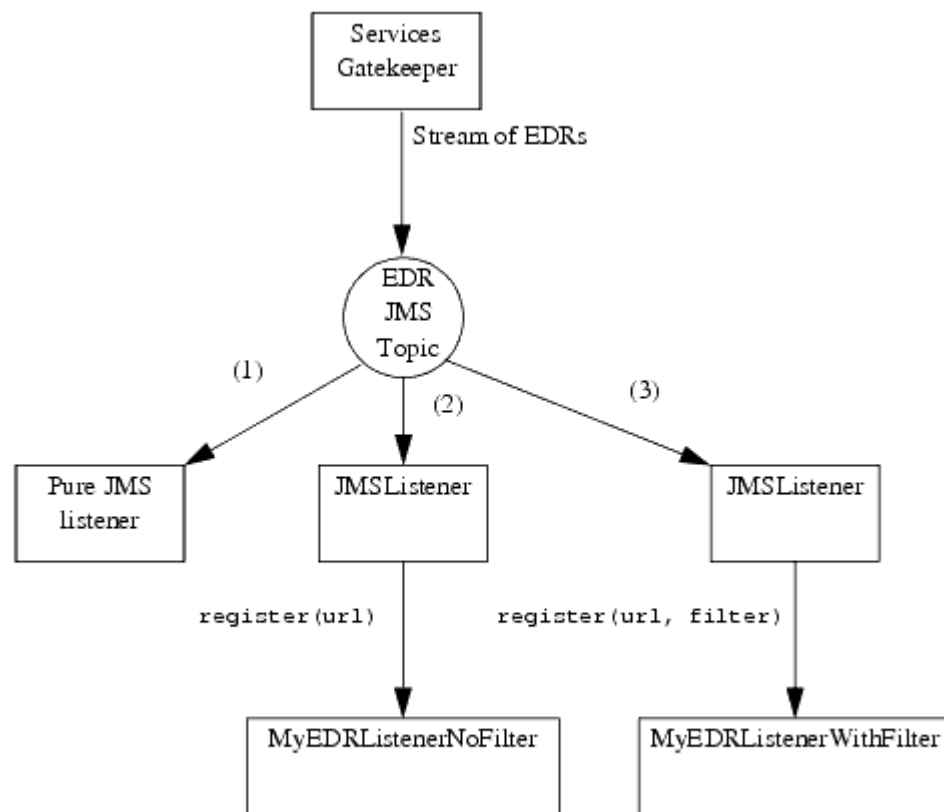 Services
Gatekeeper
Stream of EDRs
EDR
JMS
Topic
(1)
(2)
(3)
Pure JMS
listener
JMSListener
JMSListener
register(url)
register(url, filter)
MyEDRListenerNoFilter
MyEDRListenerWithFilter